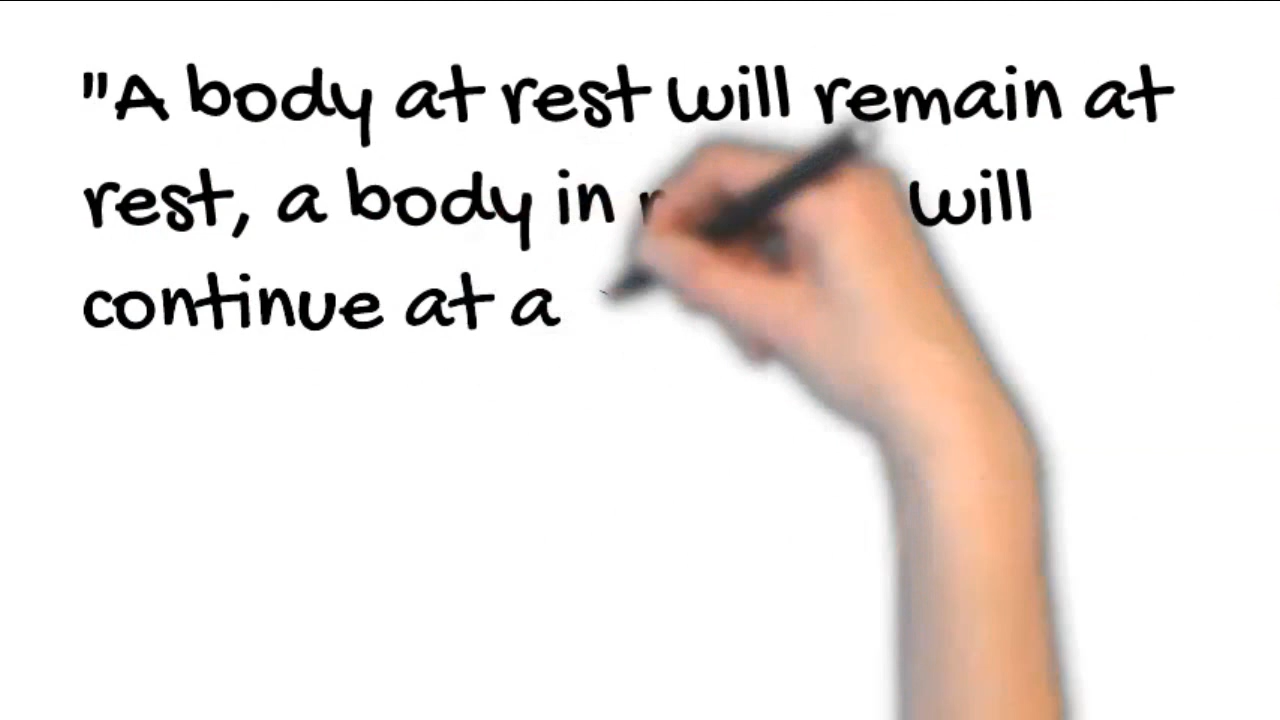 "A body at rest will remain at
rest, a body in will
continue at a